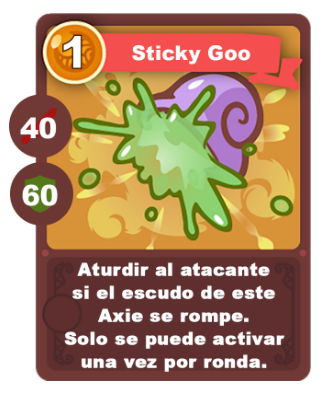 1
Sticky Goo
40
60
Aturdir al atacante
si el escudo de este
Axie se rompe.
Solo se puede activar
una vez por ronda.